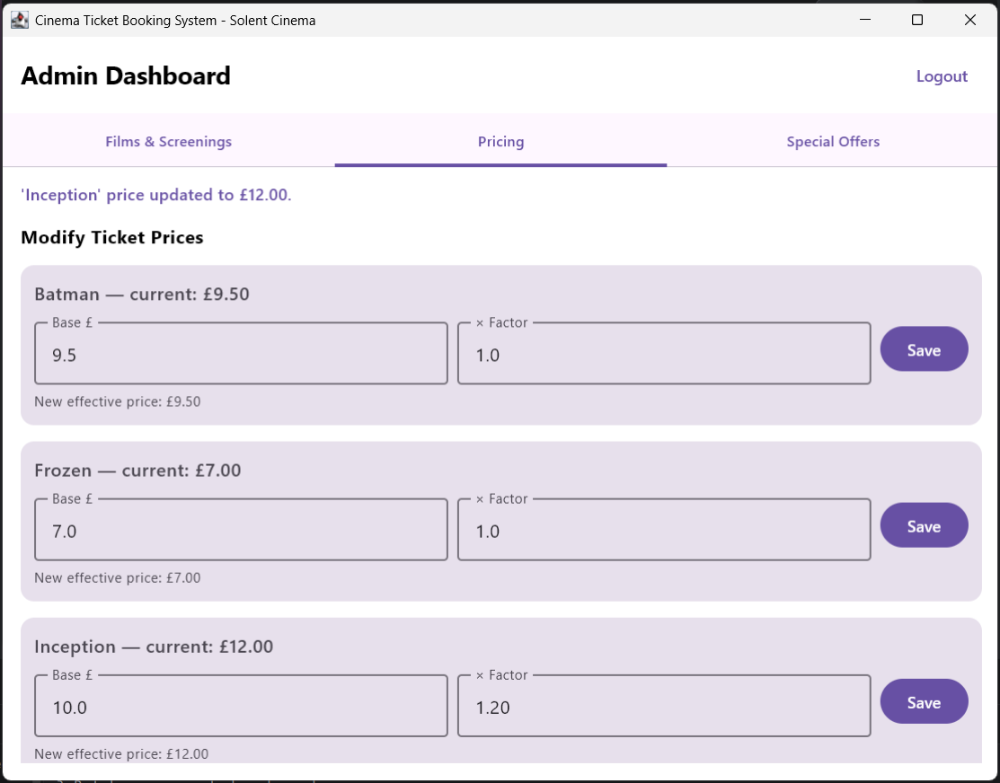 Cinema Ticket Booking System - Solent Cinema
Admin Dashboard
Logout
Films & Screenings
Pricing
Special Offers
'Inception' price updated to £12.00.
Modify Ticket Prices
Batman — current: £9.50
Base £
× Factor
9.5
1.0
Save
New effective price: £9.50
Frozen — current: £7.00
Base £
× Factor
7.0
1.0
Save
New effective price: £7.00
Inception — current: £12.00
Base £
× Factor
10.0
1.20
Save
New effective price: £12.00